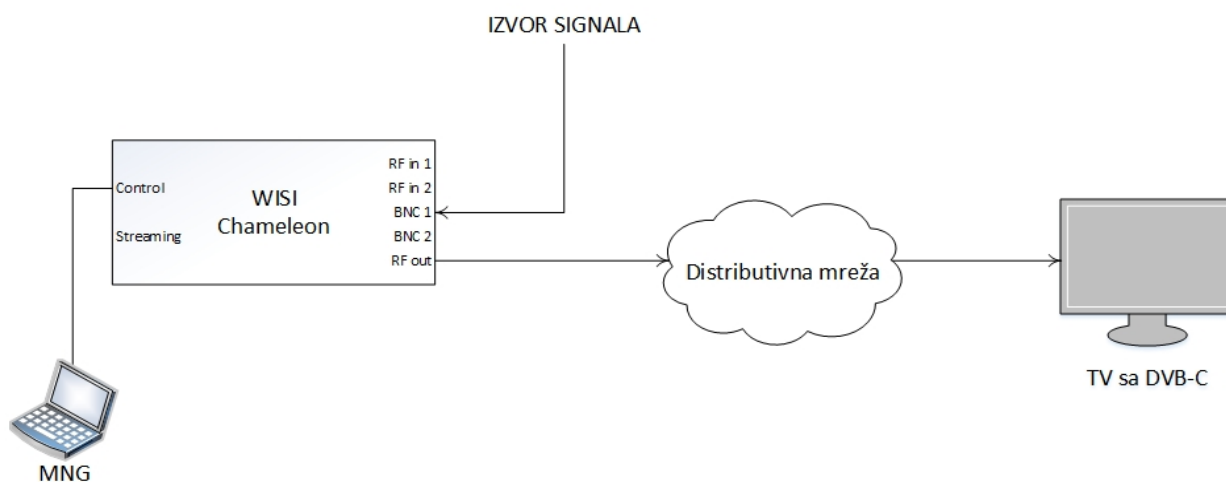 IZVOR SIGNALA
RF in 1
Control
WISI
RF in 2
Chameleon
BNC 1
Streaming
BNC 2
RF out
Distributivna mreža
TV sa DVB-C
MNG